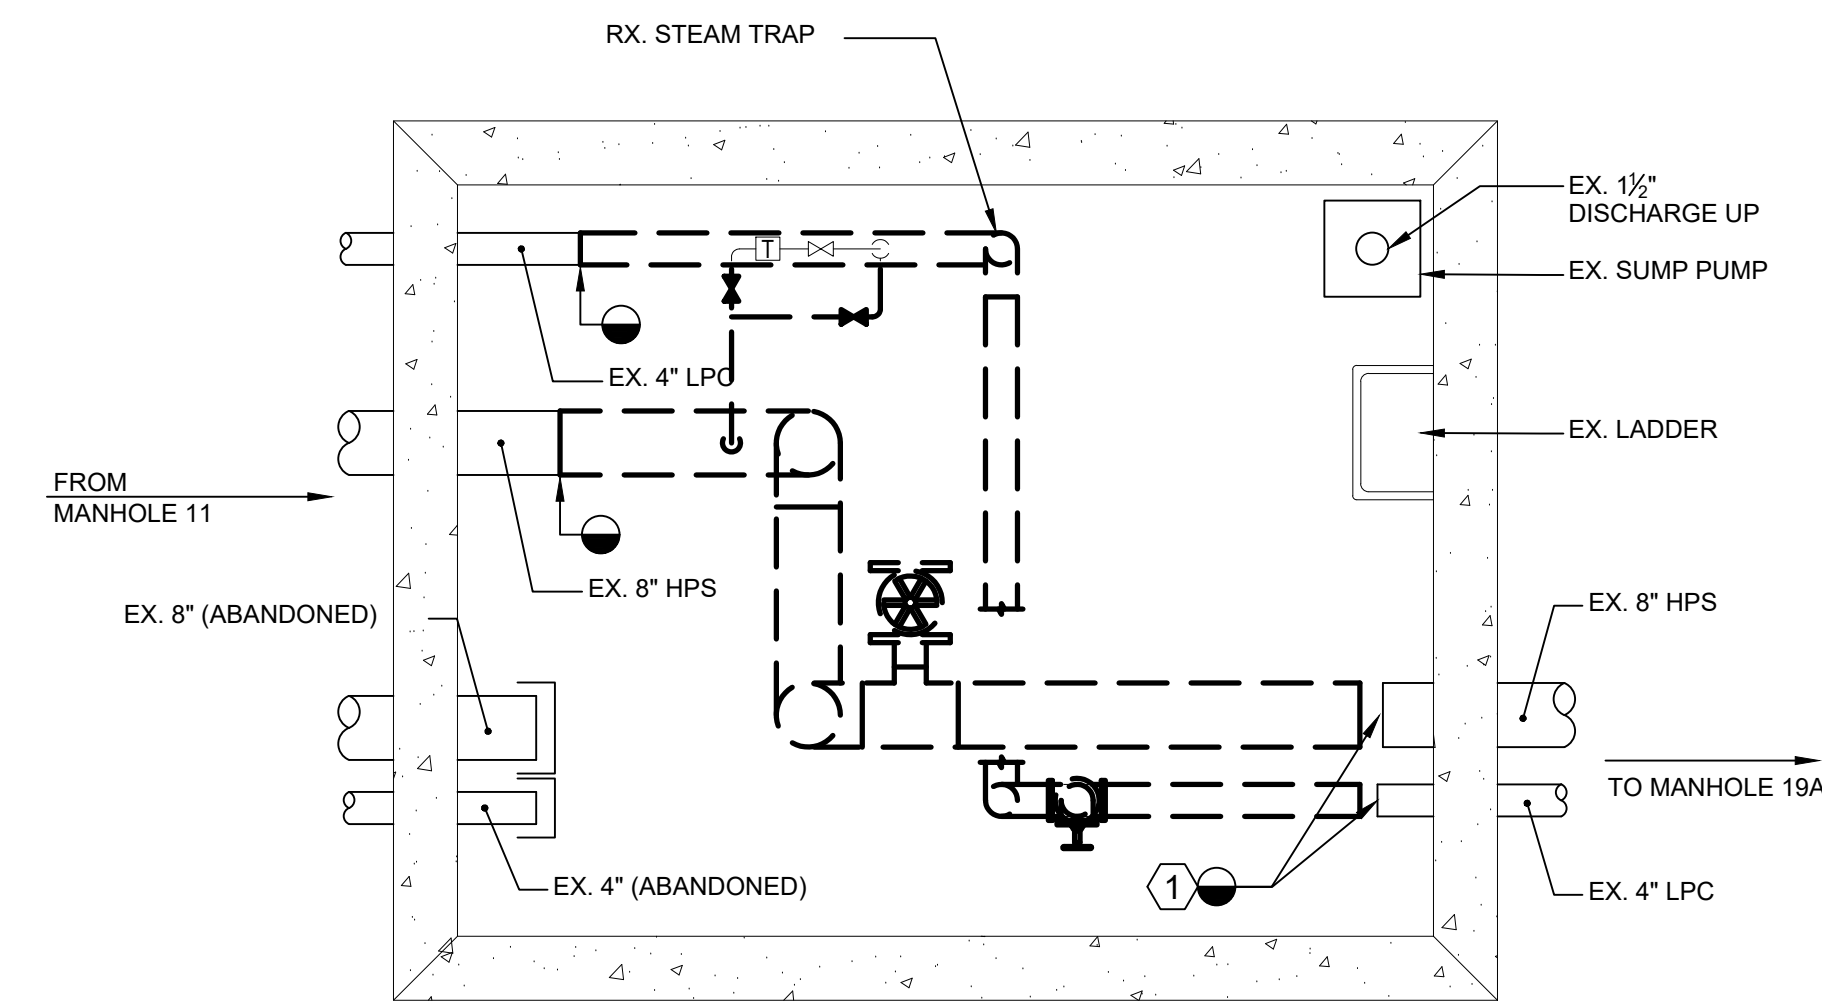 RX. STEAM TRAP
EX. 1½"
DISCHARGE UP
EX. SUMP PUMP
T
EX. 4" LPC
EX. LADDER
FROM
MANHOLE 11
EX. 8" HPS
EX. 8" (ABANDONED)
EX. 8" HPS
TO MANHOLE 19A
EX. 4" (ABANDONED)
1
EX. 4" LPC